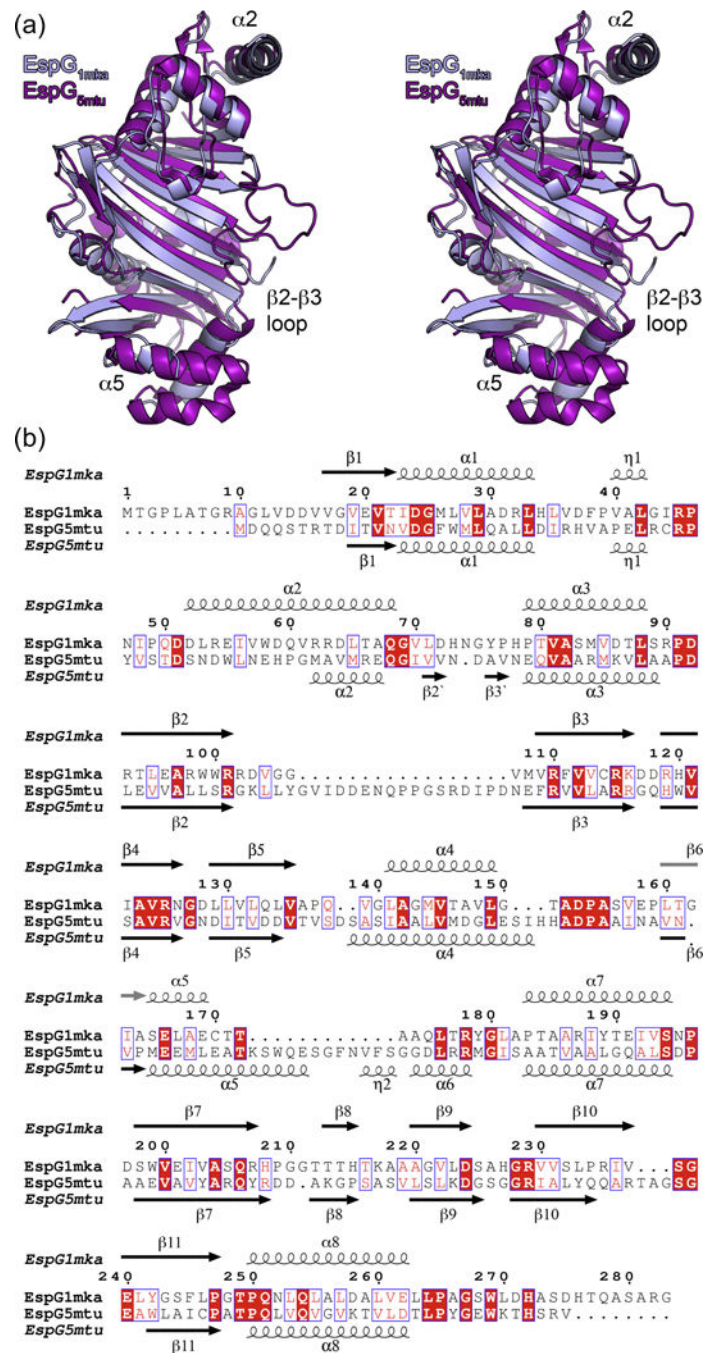 (a)
α2
α2
EspG1mka
EspG5mtu
EspG1mka
EspG5mtu
β2-β3
loop
β2-β3
loop
α5
α5
(b)
β1 α1 η1
EspG1mka
1 10 20 30 40
EspG1mka MTGPLATGRAGLVDDVVGVEVTIDGMLVLADRLHLVDFPVALGIRP
EspG5mtu .........MDQQSTRTDITVNVDGFWMLQALLDIRHVAPELRCRP
EspG5mtu
β1 α1 η1
α2 α3
EspG1mka
50 60 70 80 90
EspG1mka NIPQDDLREIVWDQVRRDLTAQGVLDHNGYPHPTVASMVDTLSRPD
EspG5mtu YVSTDSNDWLNEHPGMAVMREQGIVVN.DAVNEQVAARMKVLAAPD
EspG5mtu
α2 β2` β3` α3
β2 β3
EspG1mka
100 110 120
EspG1mka RTLEARWWRRDVGG.................VMVRFVVCRKDDRHV
EspG5mtu LEVVALLSRGKLLYGVIDDENQPPGSRDIPDNEFRVVLARRGQHWV
EspG5mtu
β2 β3
β4 β5 α4 β6
EspG1mka
130 140 150 160
EspG1mka IAVRNGDLLVLQLVAPQ..VGLAGMVTAVLG...TADPASVEPLTG
EspG5mtu SAVRVGNDITVDDVTVSDSASIAALVMDGLESIHHADPAAINAVN.
EspG5mtu
β4 β5 α4 β6
α5 α7
EspG1mka
170 180 190
EspG1mka IASELAECTT............AAQLTRYGLAPTAARIYTEIVSNP
EspG5mtu VPMEEMLEATKSWQESGFNVFSGGDLRRMGISAATVAALGQALSDP
EspG5mtu
α5 η2 α6 α7
β7 β8 β9 β10
EspG1mka
200 210 220 230
EspG1mka DSWVEIVASQRHPGGTTTHTKAAAGVLDSAHGRVVSLPRIV...SG
EspG5mtu AAEVAVYARQYRDD.AKGPSASVLSLKDGSGGRIALYQQARTAGSG
EspG5mtu
β7 β8 β9 β10
β11 α8
EspG1mka
240 250 260 270 280
EspG1mka ELYGSFLPGTPQNLQLALDALVELLPAGSWLDHASDHTQASARG
EspG5mtu EAWLAICPATPQLVQVGVKTVLDTLPYGEWKTHSRV........
EspG5mtu
β11 α8